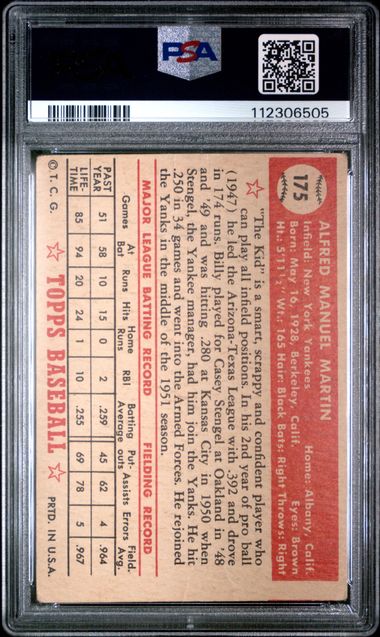 PSA
112306505
175
ALFRED MANUEL MARTIN
Infield: New York Yankees Home: Albany, Calif.
Born: May 16, 1928, Berkeley, Calif. Eyes: Brown
Ht.: 5'11½" Wt.: 165 Hair: Black Bats: Right Throws: Right
"The Kid" is a smart, scrappy and confident player who
can play all infield positions. In his 2nd year of pro ball
(1947) he led the Arizona-Texas League with .392 and drove
in 174 runs. Billy played for Casey Stengel at Oakland in '48
and '49 and was hitting .280 at Kansas City in 1950 when
Stengel, the Yankee manager, had him join the Yanks. He hit
.250 in 34 games and went into the Armed Forces. He rejoined
the Yanks in the middle of the 1951 season.
MAJOR LEAGUE BATTING RECORD FIELDING RECORD
Games At Bat Runs Hits Home Runs RBI Batting Average Put-outs Assists Errors Field. Avg.
PAST YEAR 51 58 10 15 0 2 .259 45 62 4 .964
LIFE-TIME 85 94 20 24 1 10 .255 69 78 5 .967
© T. C. G. TOPPS BASEBALL PRTD. IN U.S.A.